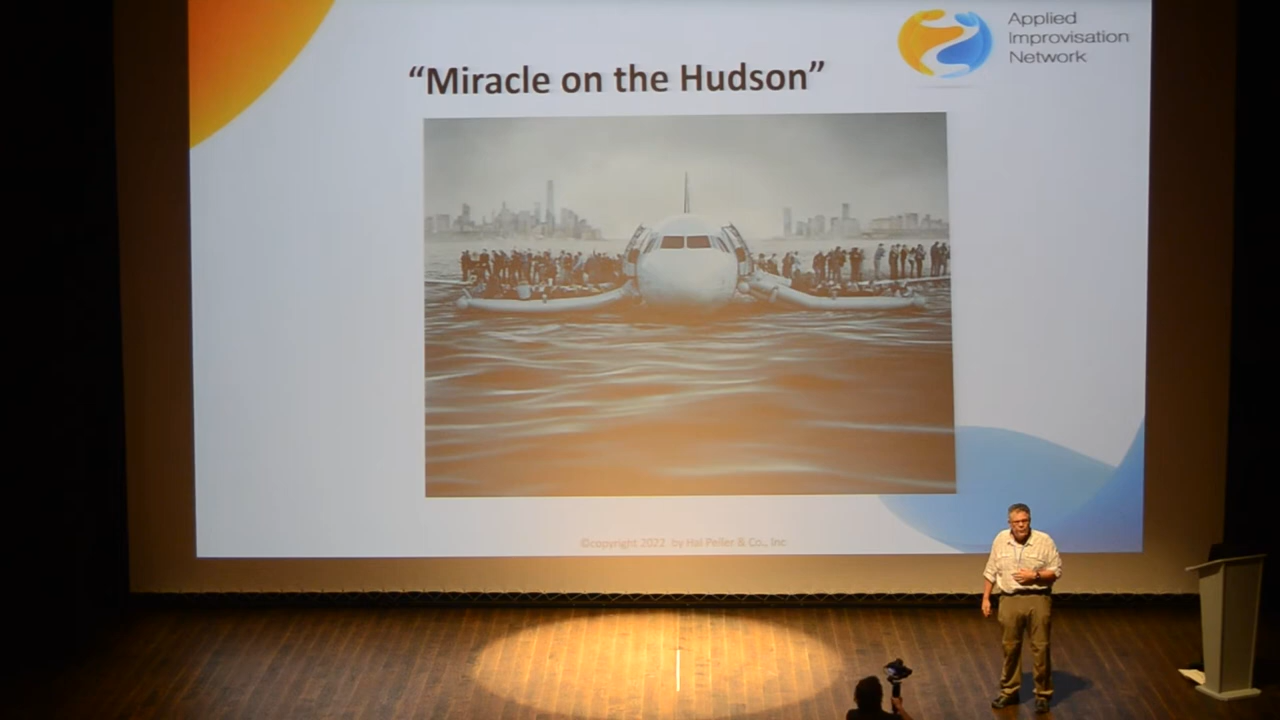 “Miracle on the Hudson”
Applied
Improvisation
Network
©copyright 2022 by Hal Peller & Co., Inc.